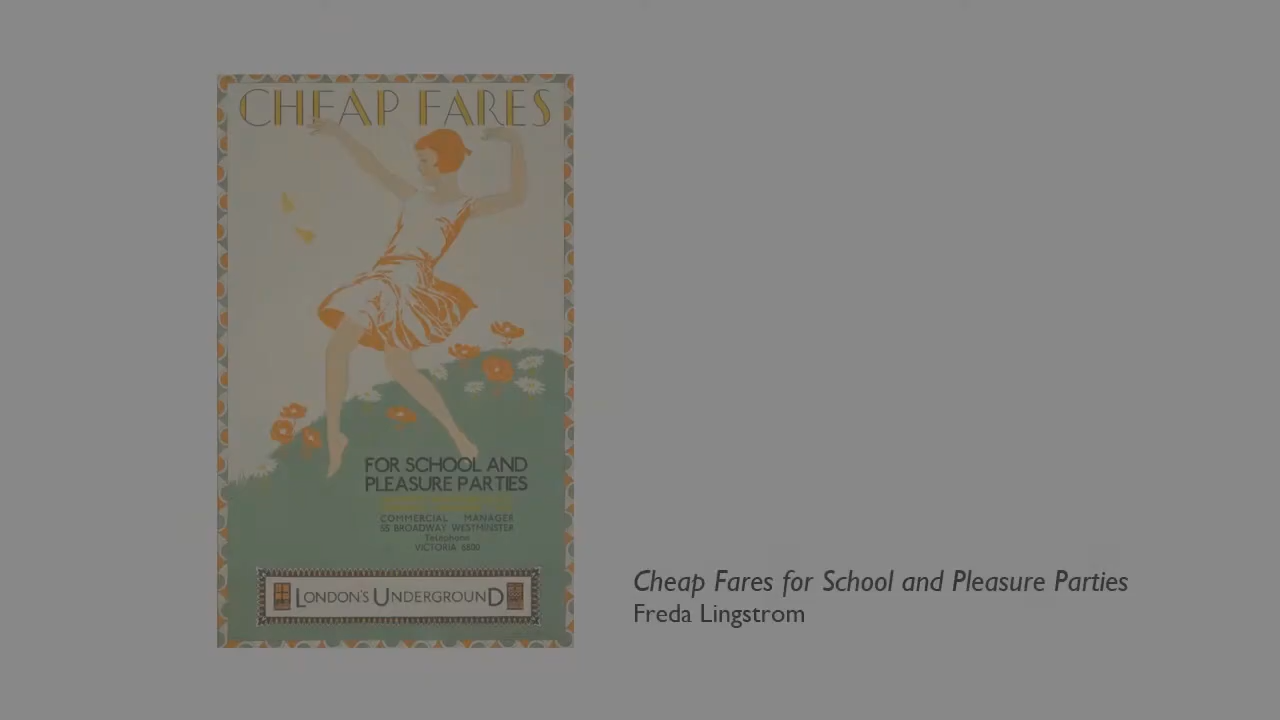 CHEAP FARES
FOR SCHOOL AND
PLEASURE PARTIES
COMMERCIAL MANAGER
55 BROADWAY WESTMINSTER
Telephone
VICTORIA 6800
LONDON'S UNDERGROUND
Cheap Fares for School and Pleasure Parties
Freda Lingstrom